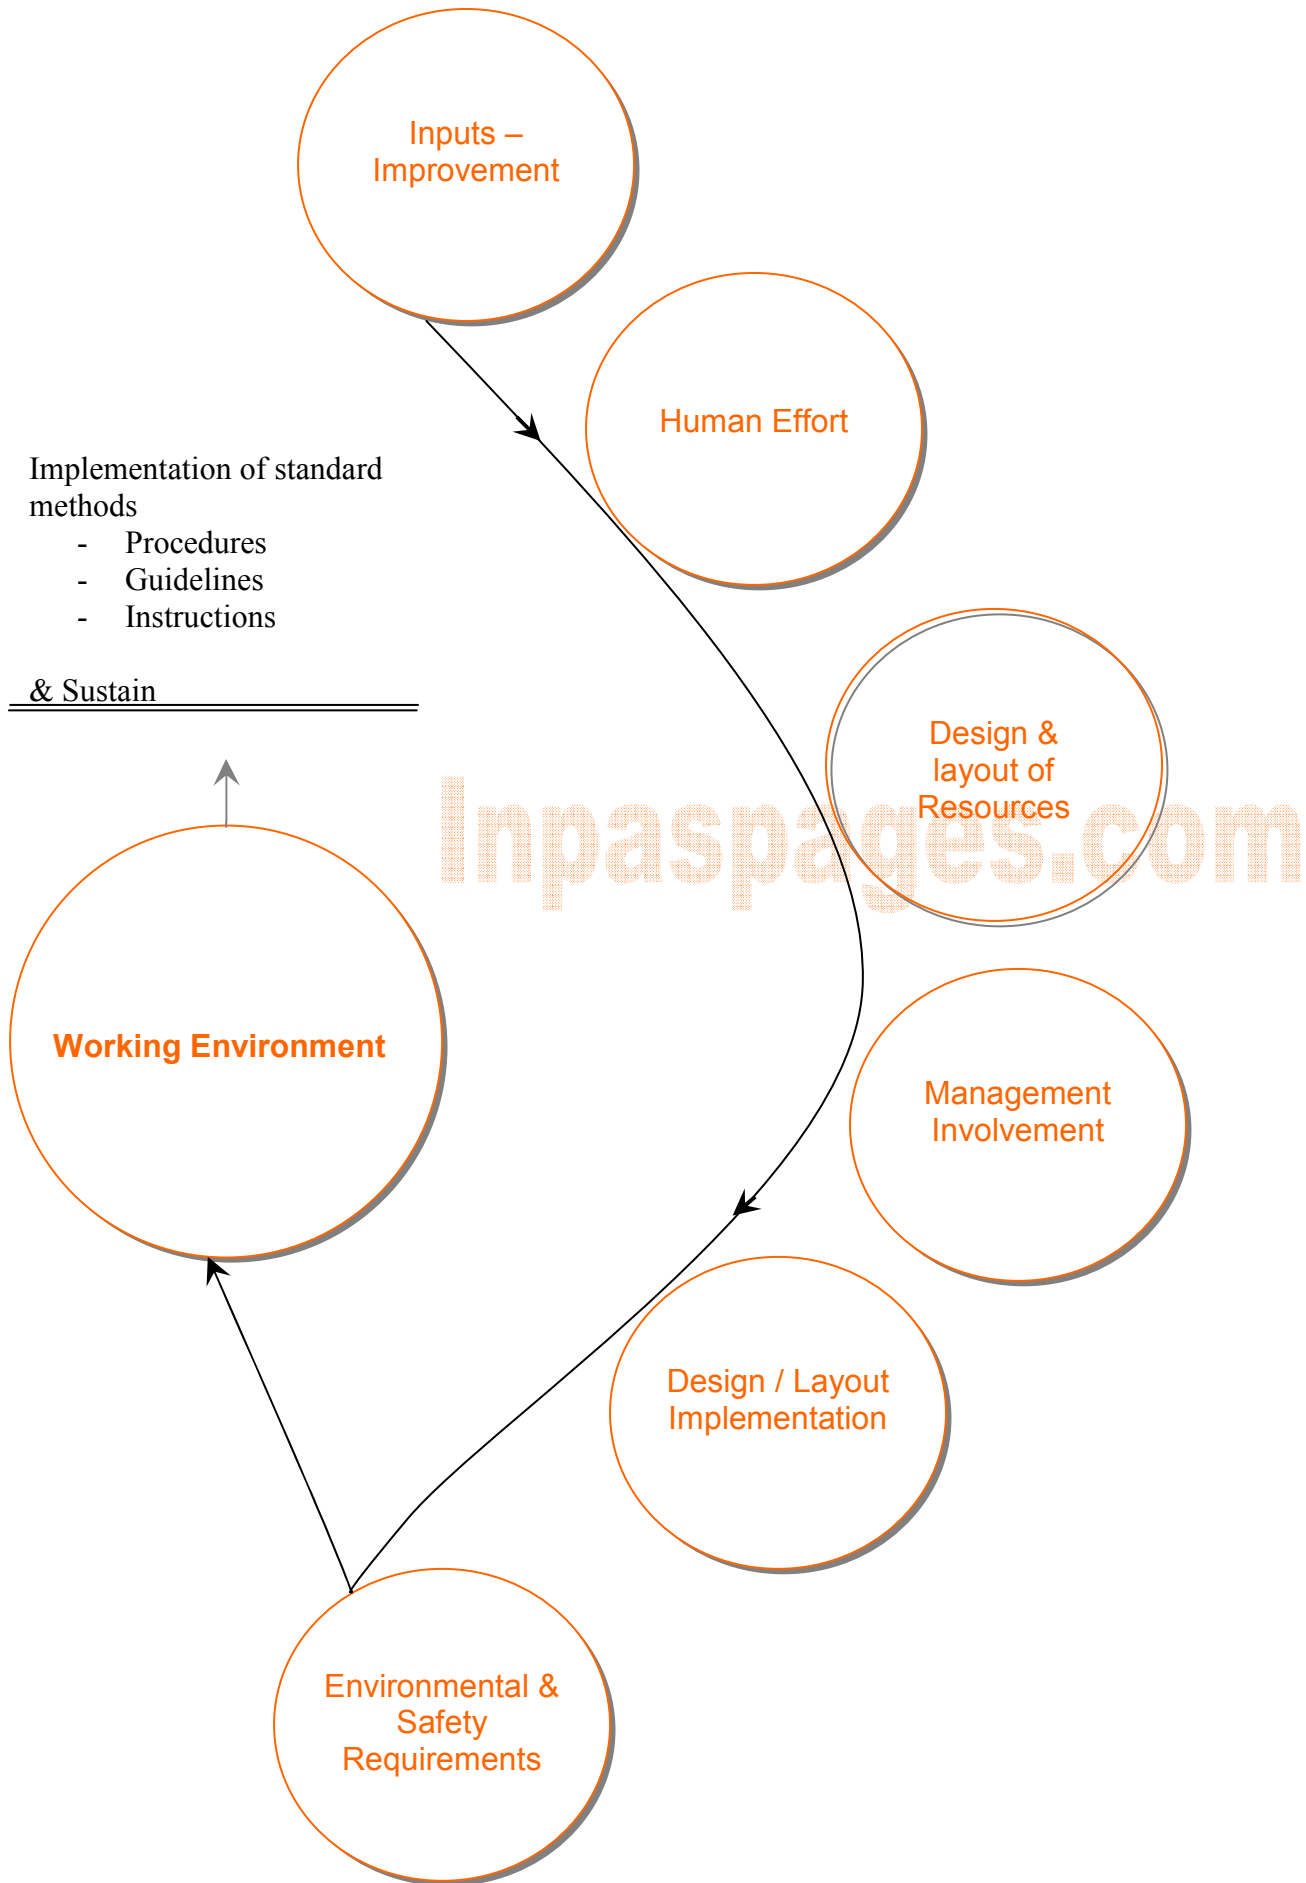 Inputs –
Improvement
Human Effort
Implementation of standard
methods
- Procedures
- Guidelines
- Instructions
& Sustain
Design &
layout of
Resources
Inpaspages.com
Working Environment
Management
Involvement
Design / Layout
Implementation
Environmental &
Safety
Requirements